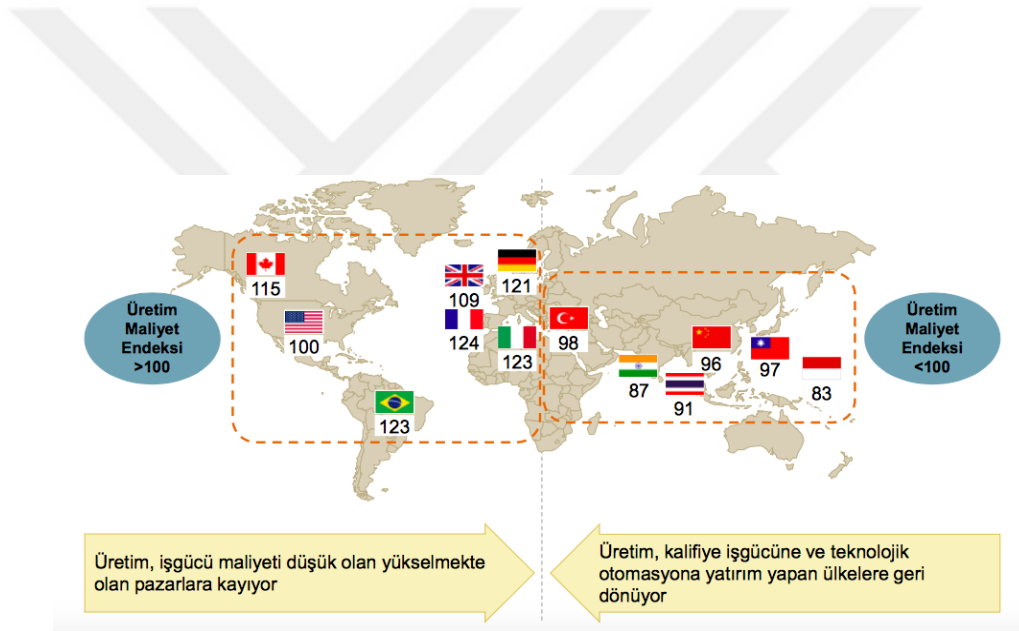 115
109
121
Üretim
Maliyet
Endeksi
>100
100
124
123
98
96
97
Üretim
Maliyet
Endeksi
<100
87
91
83
123
Üretim, işgücü maliyeti düşük olan yükselmekte
olan pazarlara kayıyor
Üretim, kalifiye işgücüne ve teknolojik
otomasyona yatırım yapan ülkelere geri
dönüyor